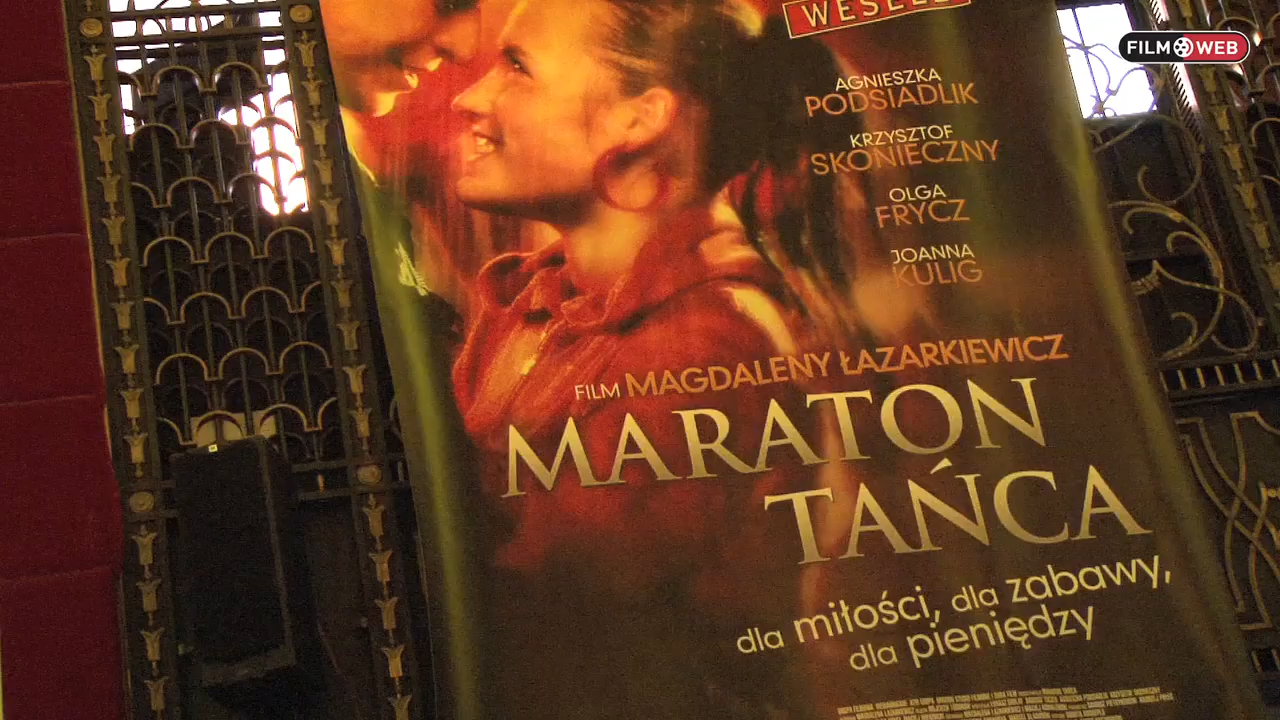 WESELE
FILMWEB
AGNIESZKA
PODSIADLIK
KRZYSZTOF
SKONIECZNY
OLGA
FRYCZ
JOANNA
KULIG
FILM MAGDALENY ŁAZARKIEWICZ
MARATON
TAŃCA
dla miłości, dla zabawy,
dla pieniędzy